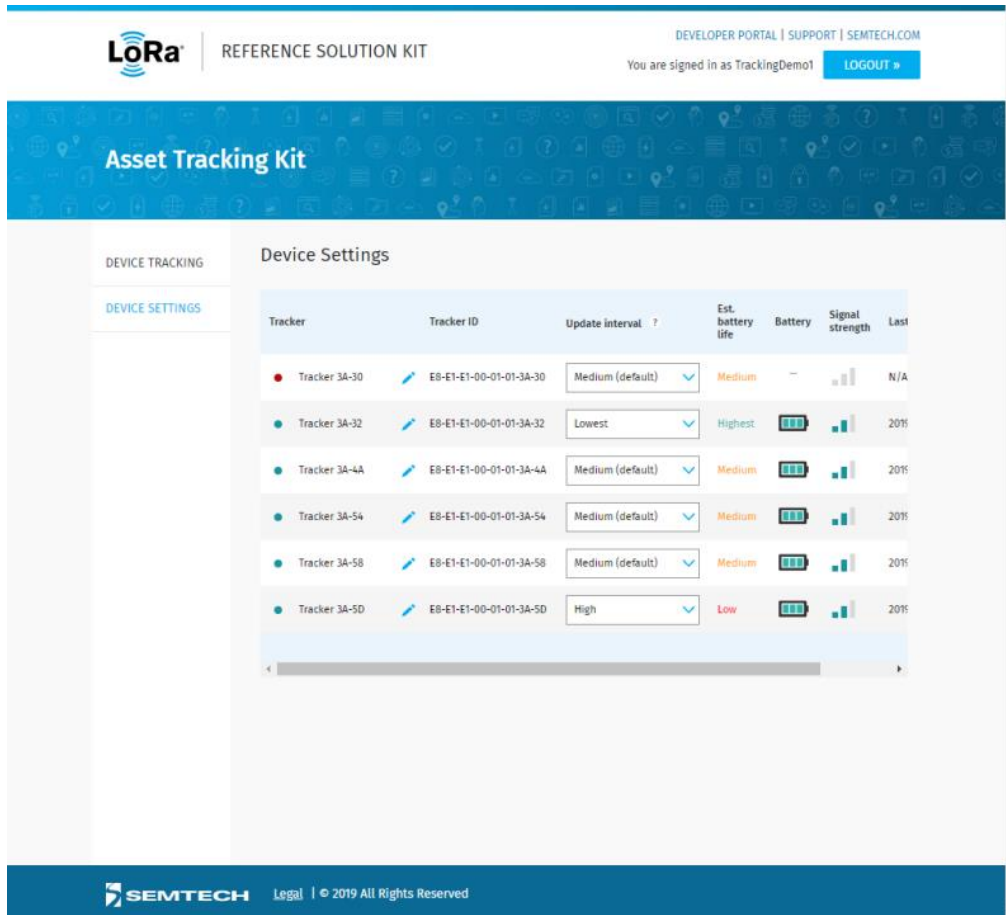 DEVELOPER PORTAL | SUPPORT | SEMTECH.COM
LoRa® REFERENCE SOLUTION KIT
You are signed in as TrackingDemo1 LOGOUT »
Asset Tracking Kit
DEVICE TRACKING
DEVICE SETTINGS
Device Settings
Tracker Tracker ID Update interval ? Est. battery life Battery Signal strength Last
Tracker 3A-30 E8-E1-E1-00-01-01-3A-30 Medium (default) Medium – N/A
Tracker 3A-32 E8-E1-E1-00-01-01-3A-32 Lowest Highest 2019
Tracker 3A-4A E8-E1-E1-00-01-01-3A-4A Medium (default) Medium 2019
Tracker 3A-54 E8-E1-E1-00-01-01-3A-54 Medium (default) Medium 2019
Tracker 3A-58 E8-E1-E1-00-01-01-3A-58 Medium (default) Medium 2019
Tracker 3A-5D E8-E1-E1-00-01-01-3A-5D High Low 2019
SEMTECH Legal | © 2019 All Rights Reserved